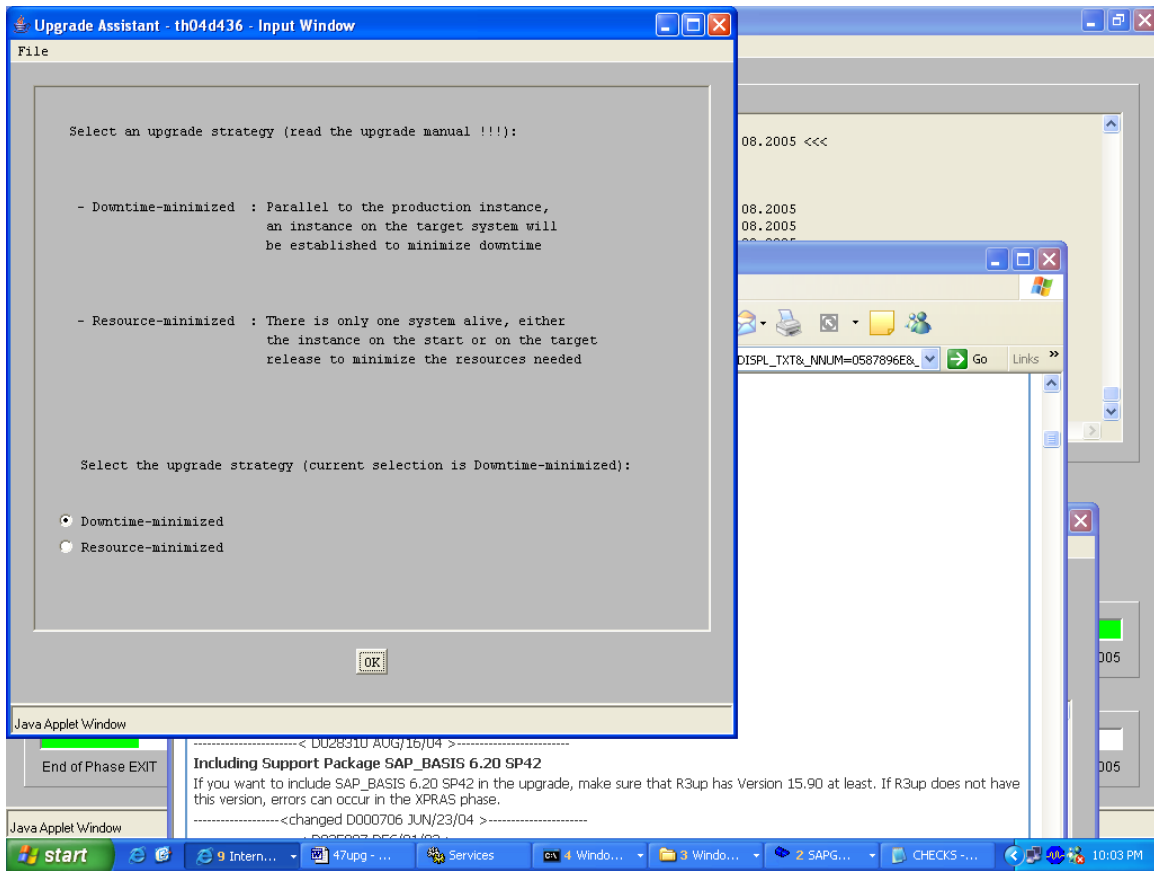 Upgrade Assistant - th04d436 - Input Window
File
Select an upgrade strategy (read the upgrade manual !!!):
- Downtime-minimized : Parallel to the production instance,
an instance on the target system will
be established to minimize downtime
- Resource-minimized : There is only one system alive, either
the instance on the start or on the target
release to minimize the resources needed
Select the upgrade strategy (current selection is Downtime-minimized):
Downtime-minimized
Resource-minimized
OK
Java Applet Window
08.2005 <<<
08.2005
08.2005
DISPL_TXT&_NNUM=0587896E&_ Go Links »
005
005
End of Phase EXIT
Java Applet Window
-----------------------< D028310 AUG/16/04 >-------------------------
Including Support Package SAP_BASIS 6.20 SP42
If you want to include SAP_BASIS 6.20 SP42 in the upgrade, make sure that R3up has Version 15.90 at least. If R3up does not have
this version, errors can occur in the XPRAS phase.
-------------------<changed D000706 JUN/23/04 >----------------------
start 9 Intern... 47upg - ... Services 4 Windo... 3 Windo... 2 SAPG... CHECKS -... 10:03 PM